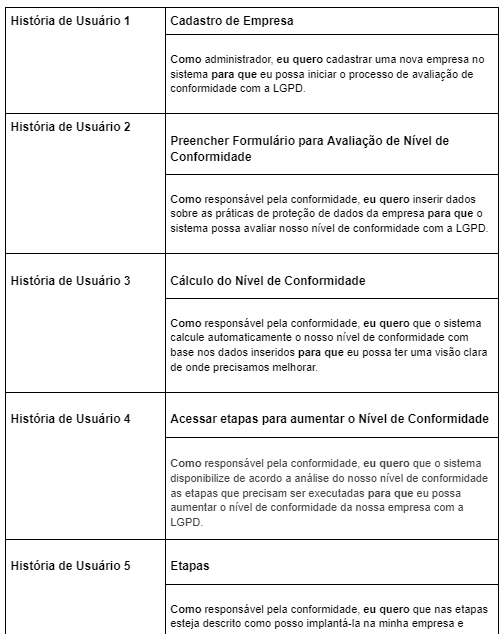 História de Usuário 1
Cadastro de Empresa
Como administrador, eu quero cadastrar uma nova empresa no
sistema para que eu possa iniciar o processo de avaliação de
conformidade com a LGPD.
História de Usuário 2
Preencher Formulário para Avaliação de Nível de
Conformidade
Como responsável pela conformidade, eu quero inserir dados
sobre as práticas de proteção de dados da empresa para que o
sistema possa avaliar nosso nível de conformidade com a LGPD.
História de Usuário 3
Cálculo do Nível de Conformidade
Como responsável pela conformidade, eu quero que o sistema
calcule automaticamente o nosso nível de conformidade com
base nos dados inseridos para que eu possa ter uma visão clara
de onde precisamos melhorar.
História de Usuário 4
Acessar etapas para aumentar o Nível de Conformidade
Como responsável pela conformidade, eu quero que o sistema
disponibilize de acordo a análise do nosso nível de conformidade
as etapas que precisam ser executadas para que eu possa
aumentar o nível de conformidade da nossa empresa com a
LGPD.
História de Usuário 5
Etapas
Como responsável pela conformidade, eu quero que nas etapas
esteja descrito como posso implantá-la na minha empresa e